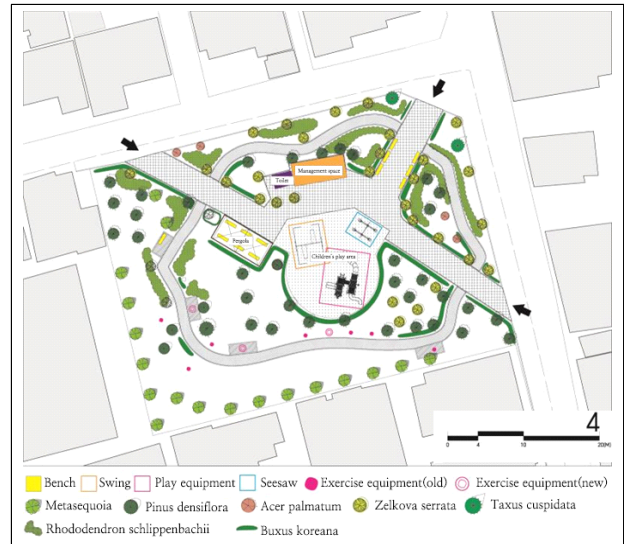 Toilet
Management space
Pergola
Children's play area
4
0 4 10 20(M)
Bench Swing Play equipment Seesaw Exercise equipment(old) Exercise equipment(new)
Metasequoia Pinus densiflora Acer palmatum Zelkova serrata Taxus cuspidata
Rhododendron schlippenbachii Buxus koreana